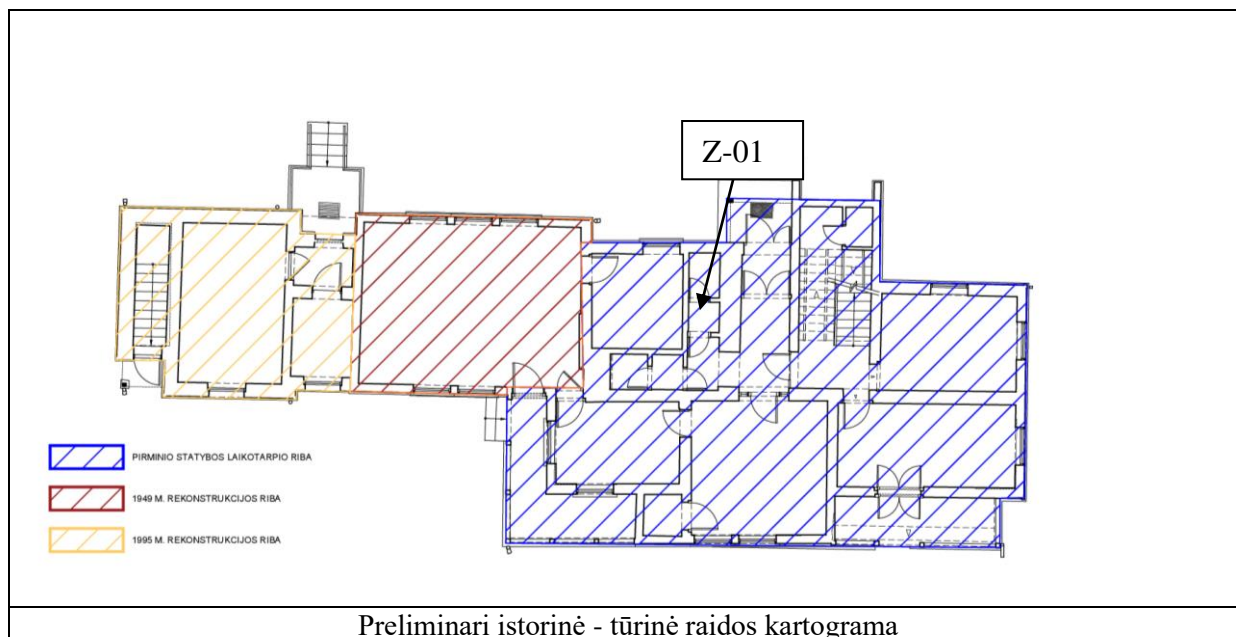 Z-01
PIRMINIO STATYBOS LAIKOTARPIO RIBA
1949 M. REKONSTRUKCIJOS RIBA
1995 M. REKONSTRUKCIJOS RIBA
Preliminari istorinė - tūrinė raidos kartograma